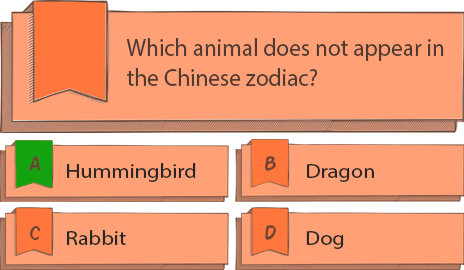 Which animal does not appear in
the Chinese zodiac?
A Hummingbird
B Dragon
C Rabbit
D Dog